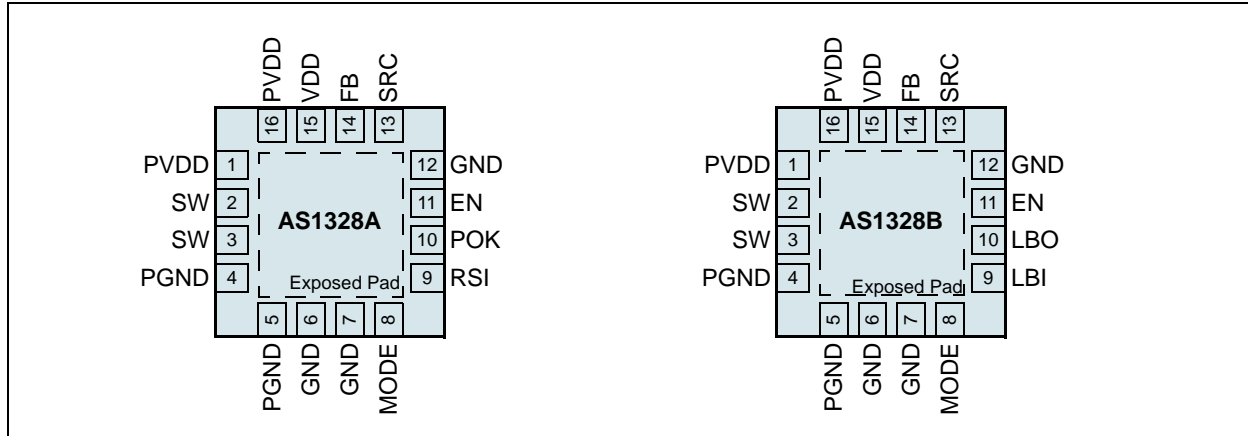 PVDD VDD FB SRC
16 15 14 13
PVDD 1 12 GND
SW 2 11 EN
AS1328A
SW 3 10 POK
PGND 4 9 RSI
Exposed Pad
5 6 7 8
PGND GND GND MODE
PVDD VDD FB SRC
16 15 14 13
PVDD 1 12 GND
SW 2 11 EN
AS1328B
SW 3 10 LBO
PGND 4 9 LBI
Exposed Pad
5 6 7 8
PGND GND GND MODE